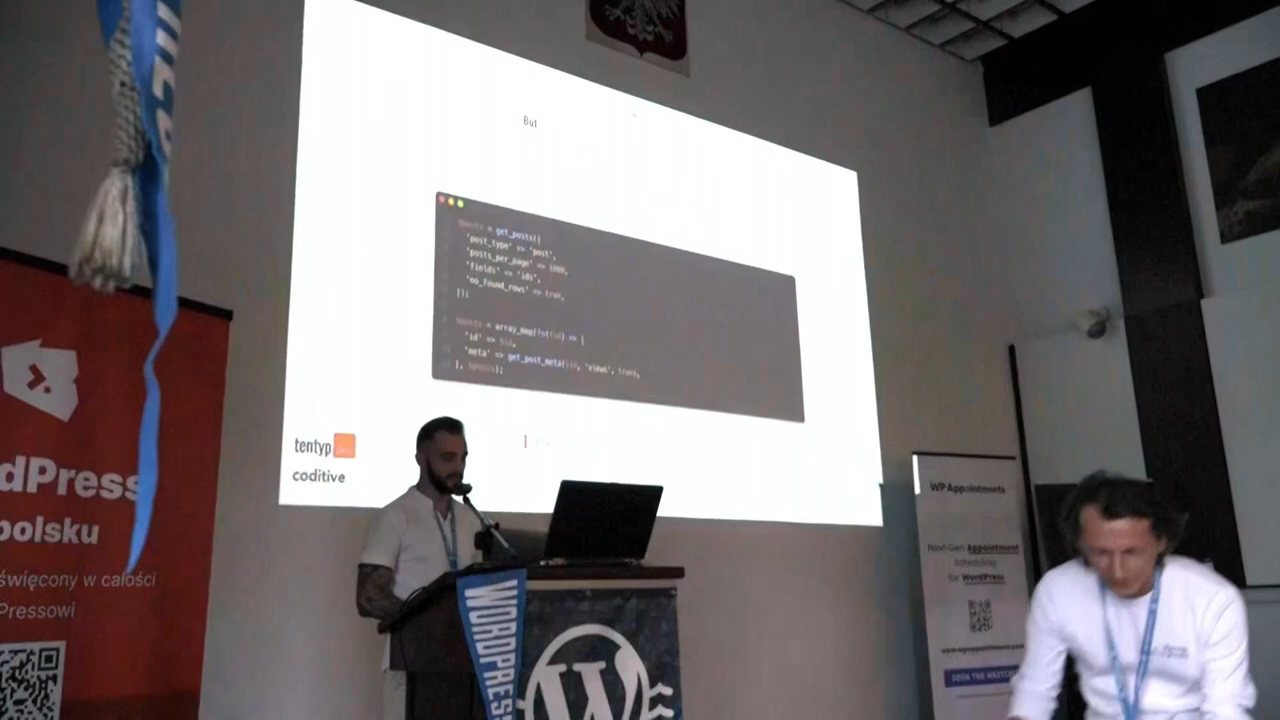 But
$posts = get_posts([
'post_type' => 'post',
'posts_per_page' => 1000,
'fields' => 'ids',
'no_found_rows' => true,
]);
$posts = array_map(fn($id) => [
'id' => $id,
'meta' => get_post_meta($id, 'views', true),
], $posts);
tentyp
coditive
dPress
polsku
święcony w całości
Pressowi
WORDPRESS
W
WP Appointments
Next-Gen Appointment
Scheduling
for WordPress
JOIN THE WAITLIST